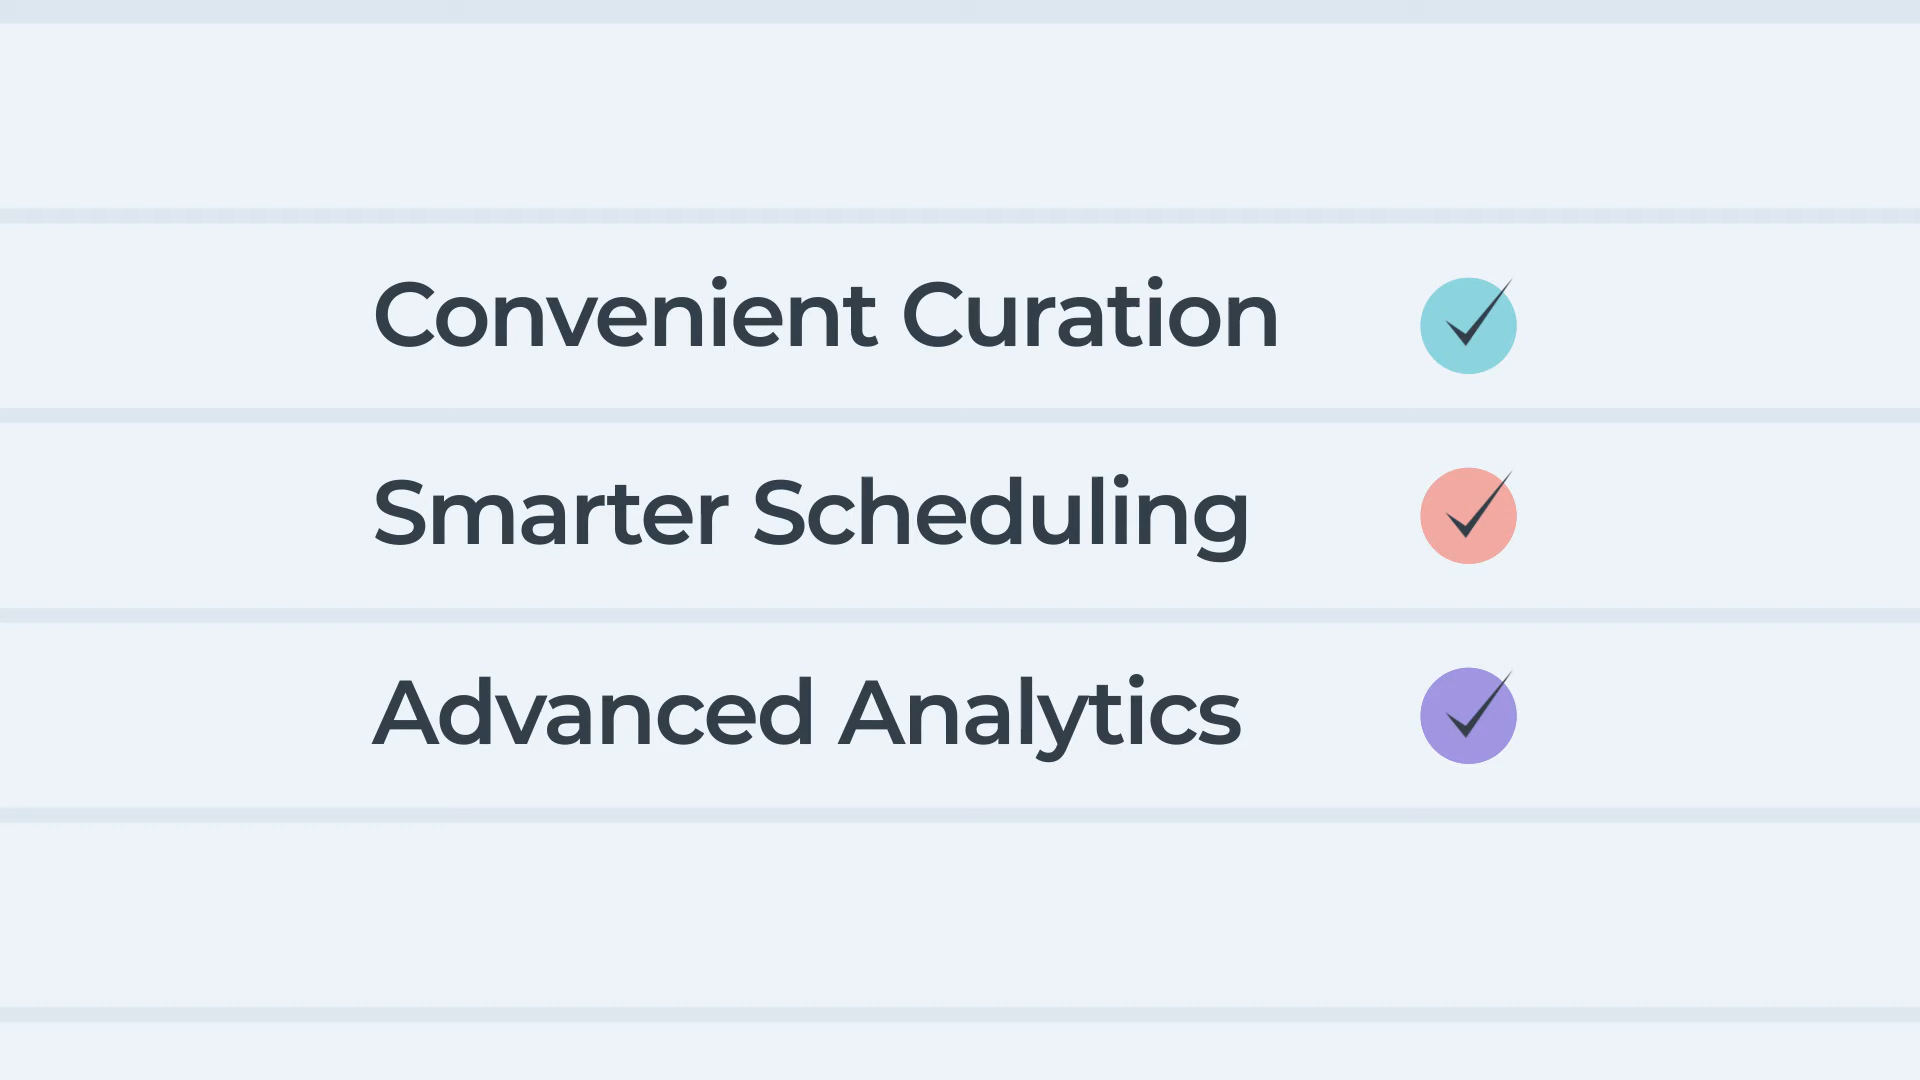 Convenient Curation
Smarter Scheduling
Advanced Analytics